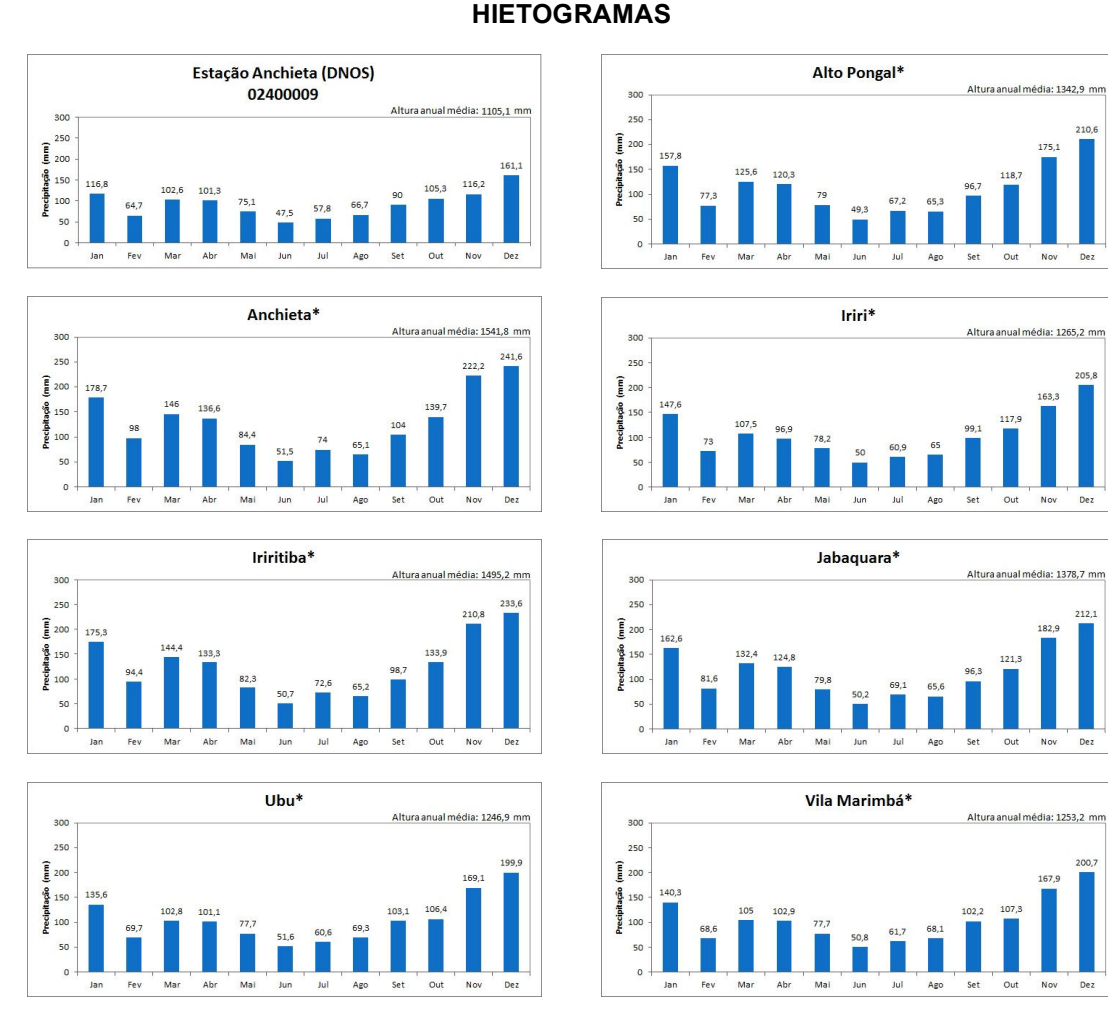 HIETOGRAMAS
Estação Anchieta (DNOS)
02400009
Altura anual média: 1105,1 mm
Precipitação (mm)
300
250
200
150
100
50
0
116,8 64,7 102,6 101,3 75,1 47,5 57,8 66,7 90 105,3 116,2 161,1
Jan Fev Mar Abr Mai Jun Jul Ago Set Out Nov Dez
Alto Pongal*
Altura anual média: 1342,9 mm
Precipitação (mm)
300
250
200
150
100
50
0
157,8 77,3 125,6 120,3 79 49,3 67,2 65,3 96,7 118,7 175,1 210,6
Jan Fev Mar Abr Mai Jun Jul Ago Set Out Nov Dez
Anchieta*
Altura anual média: 1541,8 mm
Precipitação (mm)
300
250
200
150
100
50
0
178,7 98 146 136,6 84,4 51,5 74 65,1 104 139,7 222,2 241,6
Jan Fev Mar Abr Mai Jun Jul Ago Set Out Nov Dez
Iriri*
Altura anual média: 1265,2 mm
Precipitação (mm)
300
250
200
150
100
50
0
147,6 73 107,5 96,9 78,2 50 60,9 65 99,1 117,9 163,3 205,8
Jan Fev Mar Abr Mai Jun Jul Ago Set Out Nov Dez
Iriritiba*
Altura anual média: 1495,2 mm
Precipitação (mm)
300
250
200
150
100
50
0
175,3 94,4 144,4 133,3 82,3 50,7 72,6 65,2 98,7 133,9 210,8 233,6
Jan Fev Mar Abr Mai Jun Jul Ago Set Out Nov Dez
Jabaquara*
Altura anual média: 1378,7 mm
Precipitação (mm)
300
250
200
150
100
50
0
162,6 81,6 132,4 124,8 79,8 50,2 69,1 65,6 96,3 121,3 182,9 212,1
Jan Fev Mar Abr Mai Jun Jul Ago Set Out Nov Dez
Ubu*
Altura anual média: 1246,9 mm
Precipitação (mm)
300
250
200
150
100
50
0
135,6 69,7 102,8 101,1 77,7 51,6 60,6 69,3 103,1 106,4 169,1 199,9
Jan Fev Mar Abr Mai Jun Jul Ago Set Out Nov Dez
Vila Marimbá*
Altura anual média: 1253,2 mm
Precipitação (mm)
300
250
200
150
100
50
0
140,3 68,6 105 102,9 77,7 50,8 61,7 68,1 102,2 107,3 167,9 200,7
Jan Fev Mar Abr Mai Jun Jul Ago Set Out Nov Dez